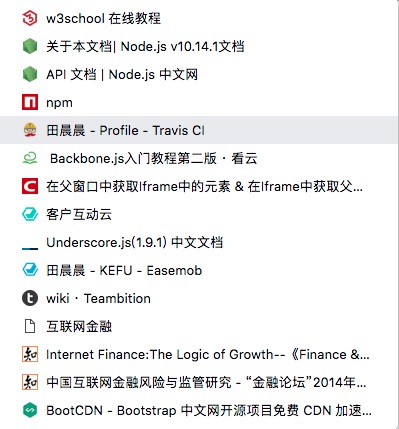 w3school 在线教程
关于本文档| Node.js v10.14.1文档
API 文档 | Node.js 中文网
npm
田晨晨 - Profile - Travis CI
Backbone.js入门教程第二版 · 看云
在父窗口中获取Iframe中的元素 & 在Iframe中获取父...
客户互动云
Underscore.js(1.9.1) 中文文档
田晨晨 - KEFU - Easemob
wiki · Teambition
互联网金融
Internet Finance:The Logic of Growth--《Finance &...
中国互联网金融风险与监管研究 - “金融论坛”2014年...
BootCDN - Bootstrap 中文网开源项目免费 CDN 加速...